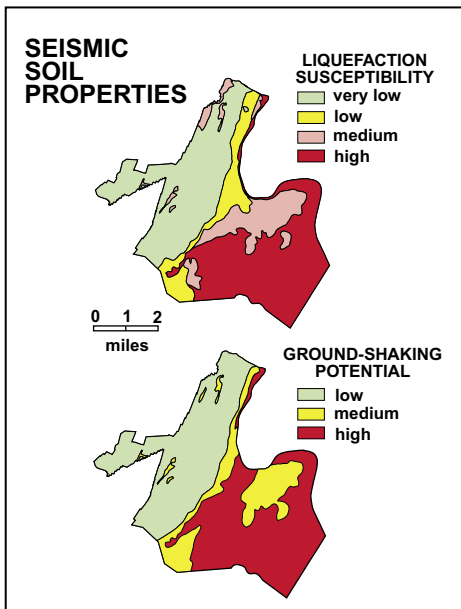 SEISMIC
SOIL
PROPERTIES
LIQUEFACTION
SUSCEPTIBILITY
very low
low
medium
high
0 1 2
miles
GROUND-SHAKING
POTENTIAL
low
medium
high